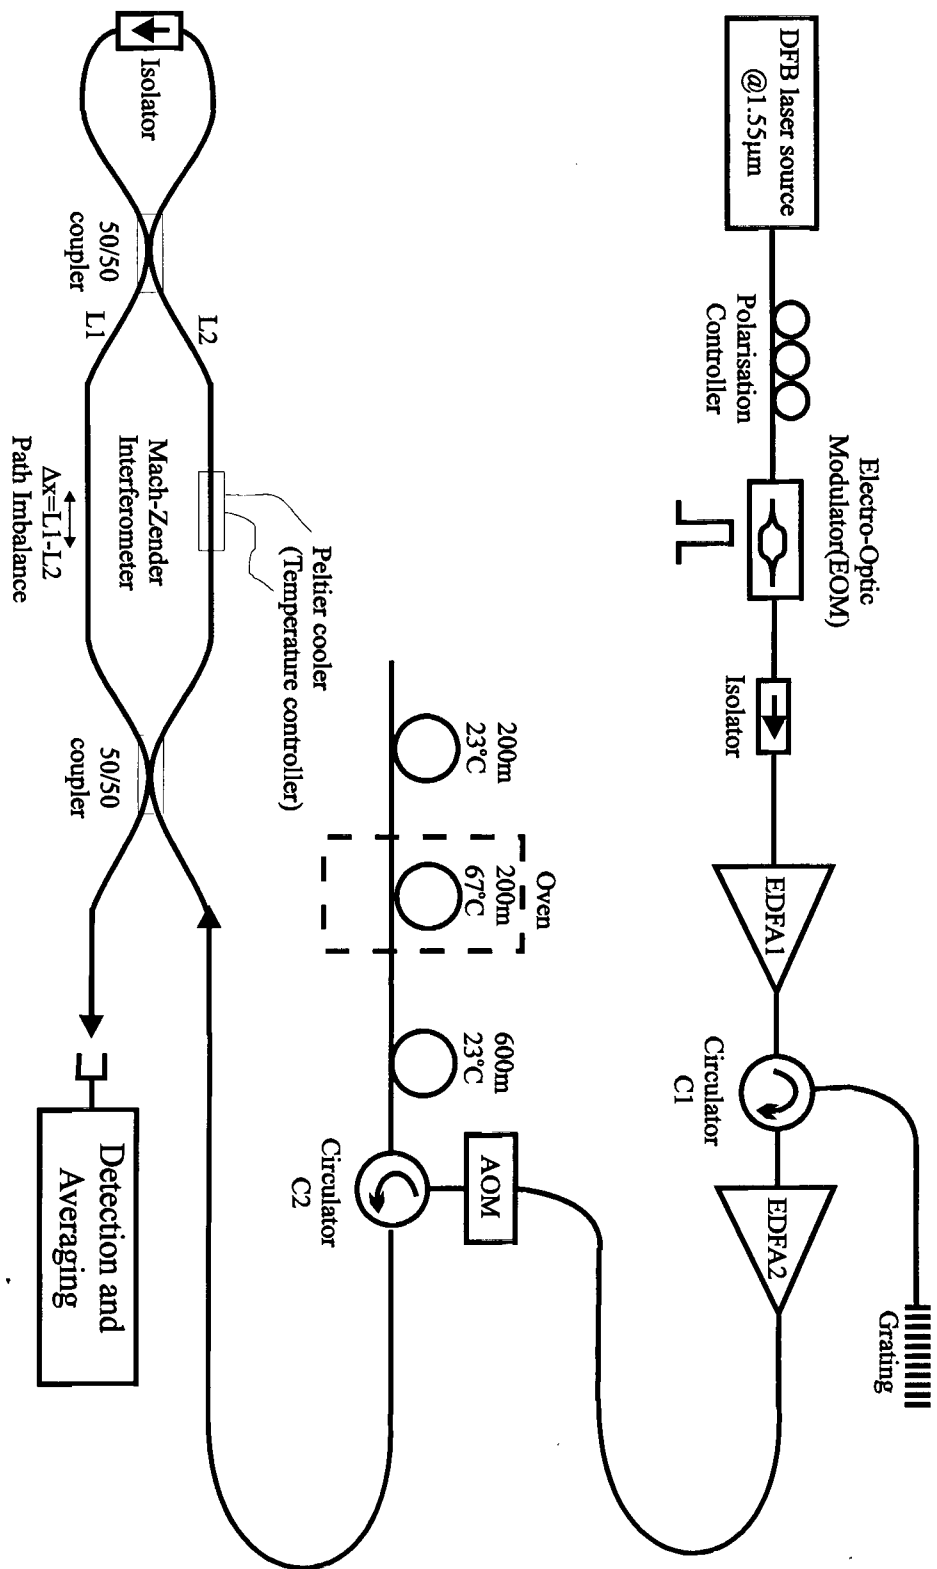 DFB laser source
@1.55μm
Polarisation
Controller
Electro-Optic
Modulator(EOM)
Isolator
EDFA1
Circulator
C1
EDFA2
Grating
AOM
Circulator
C2
600m
23°C
Oven
200m
67°C
200m
23°C
Peltier cooler
(Temperature controller)
Isolator
50/50
coupler
L2
L1
Mach-Zender
Interferometer
Δx=L1-L2
Path Imbalance
50/50
coupler
Detection and
Averaging